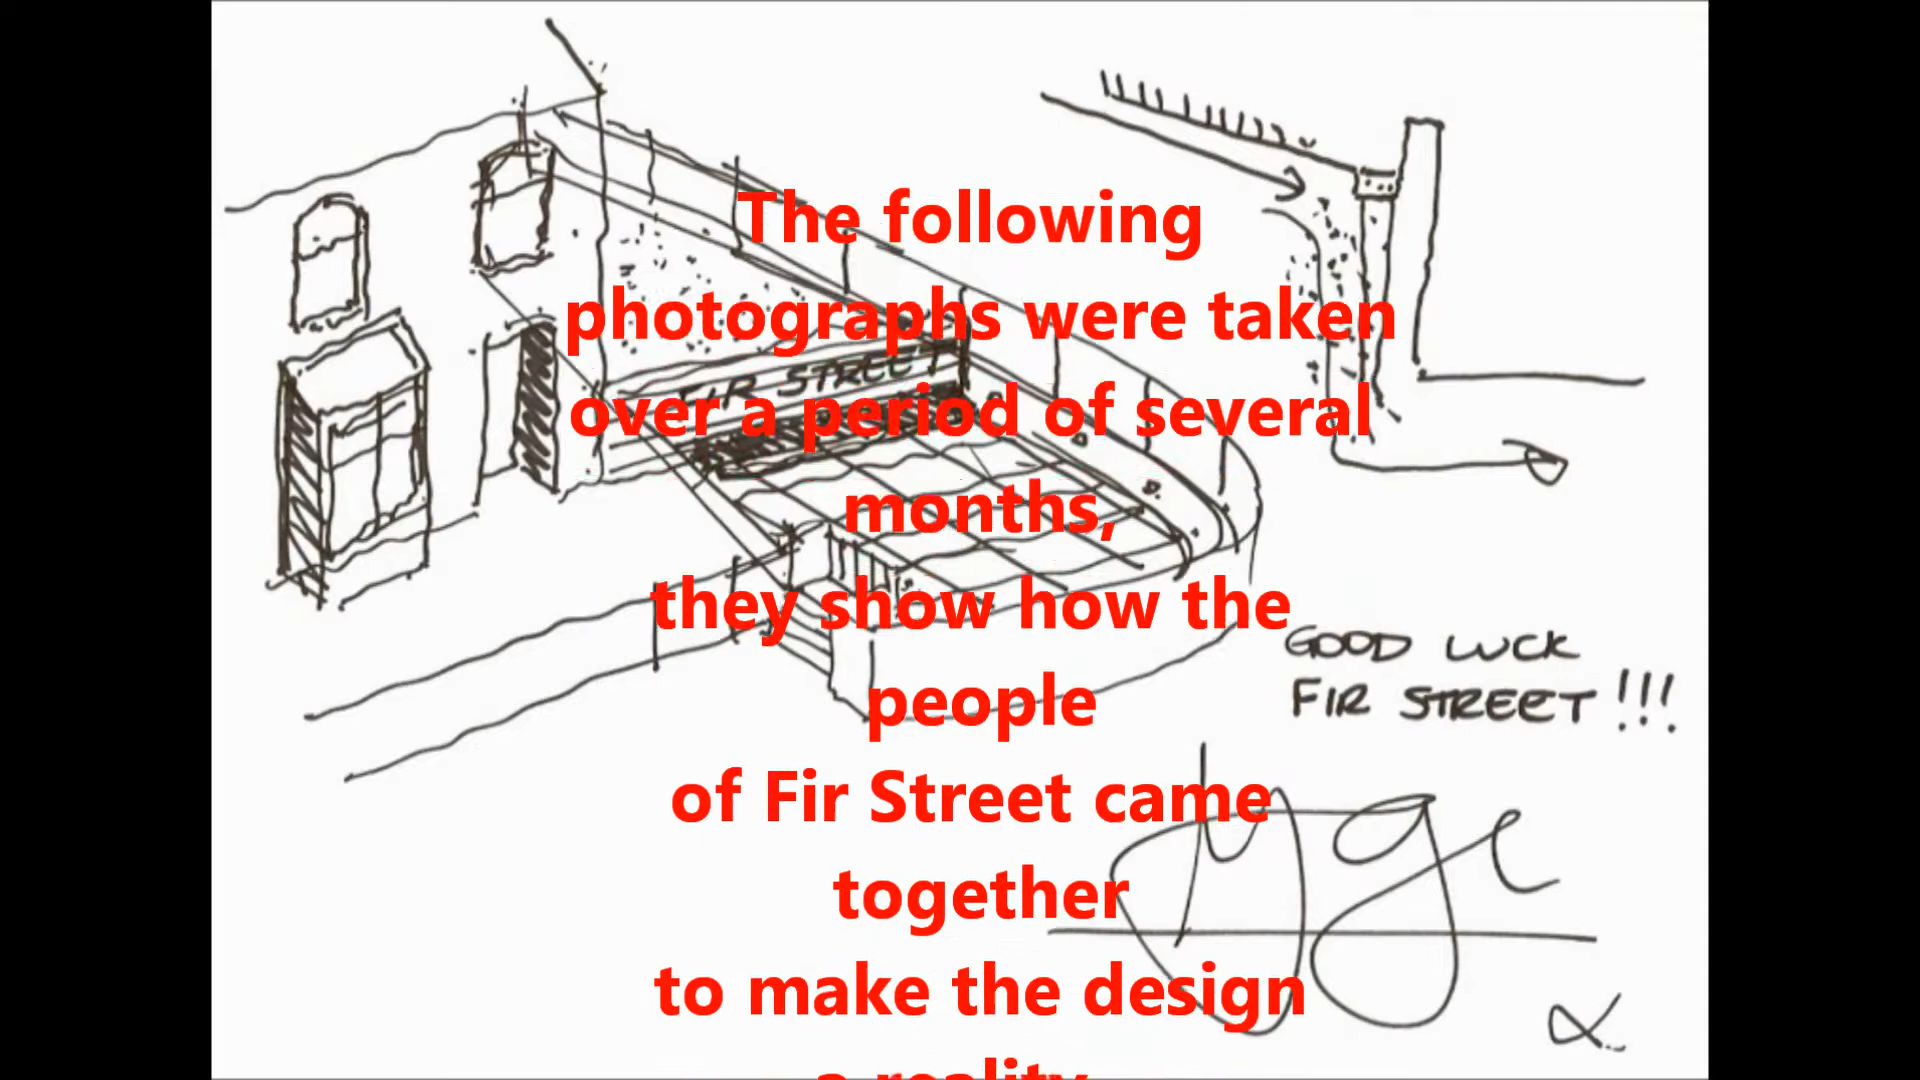 The following
photographs were taken
over a period of several
months,
they show how the
people
of Fir Street came
together
to make the design
a reality
FIR STREET
GOOD LUCK
FIR STREET!!!